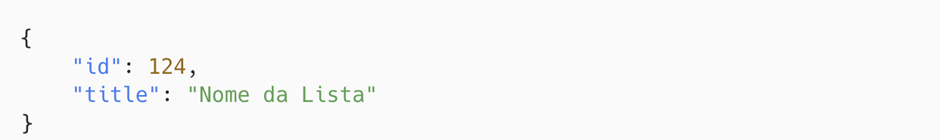 {
    "id": 124,
    "title": "Nome da Lista"
}